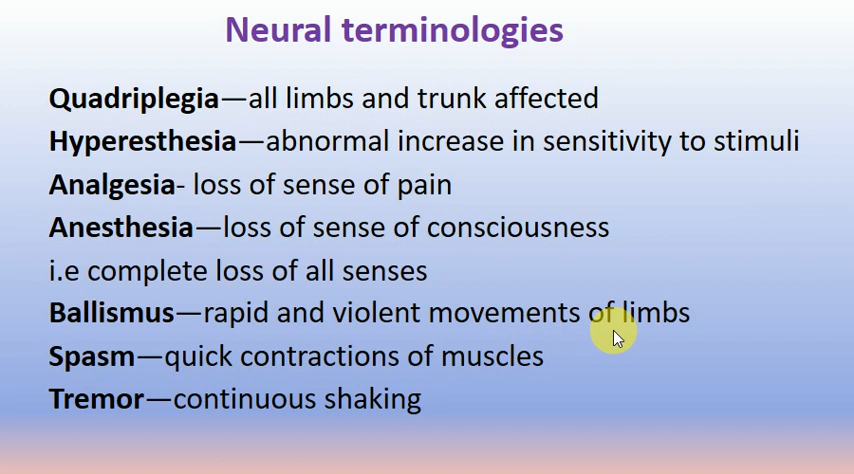 Neural terminologies
Quadriplegia—all limbs and trunk affected
Hyperesthesia—abnormal increase in sensitivity to stimuli
Analgesia- loss of sense of pain
Anesthesia—loss of sense of consciousness
i.e complete loss of all senses
Ballismus—rapid and violent movements of limbs
Spasm—quick contractions of muscles
Tremor—continuous shaking